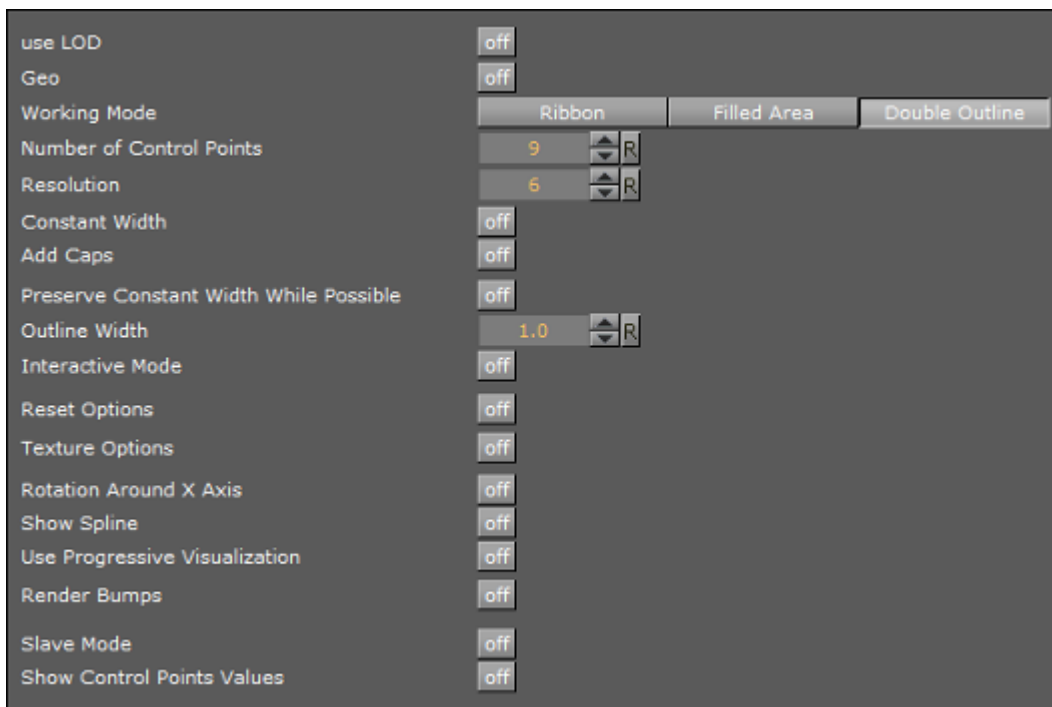 use LOD off
Geo off
Working Mode Ribbon Filled Area Double Outline
Number of Control Points 9 R
Resolution 6 R
Constant Width off
Add Caps off
Preserve Constant Width While Possible off
Outline Width 1.0 R
Interactive Mode off
Reset Options off
Texture Options off
Rotation Around X Axis off
Show Spline off
Use Progressive Visualization off
Render Bumps off
Slave Mode off
Show Control Points Values off